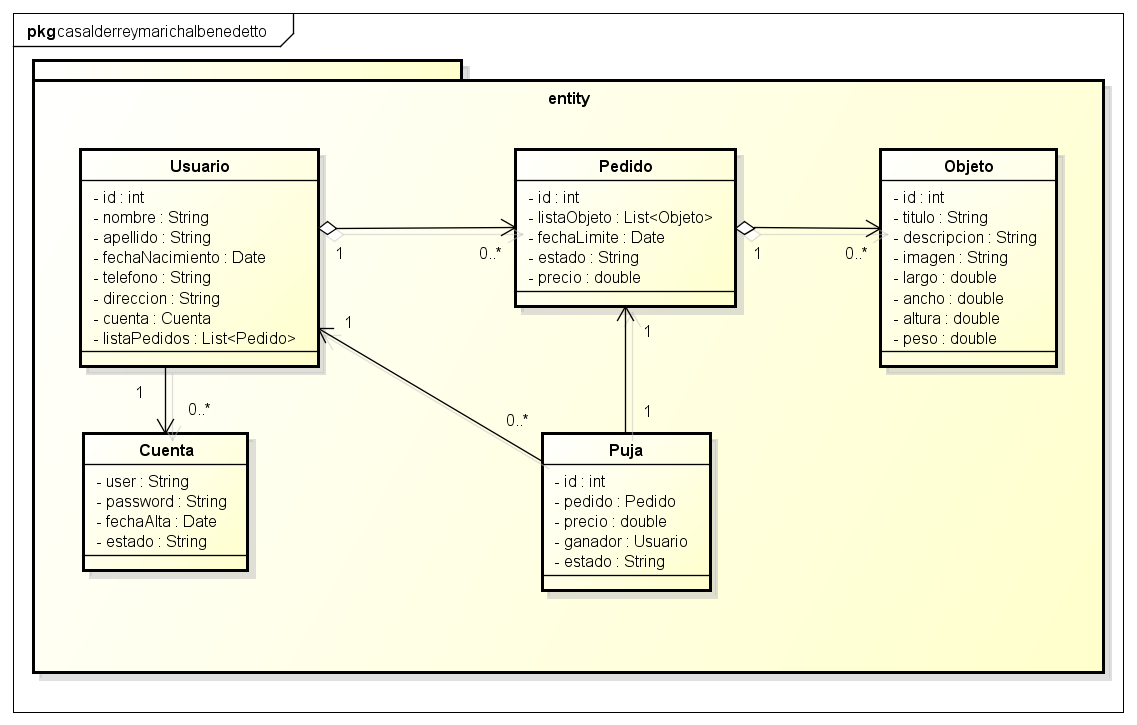 pkg casalderreymarichalbenedetto
entity
Usuario
- id : int
- nombre : String
- apellido : String
- fechaNacimiento : Date
- telefono : String
- direccion : String
- cuenta : Cuenta
- listaPedidos : List<Pedido>
1
0..*
Pedido
- id : int
- listaObjeto : List<Objeto>
- fechaLimite : Date
- estado : String
- precio : double
1
0..*
Objeto
- id : int
- titulo : String
- descripcion : String
- imagen : String
- largo : double
- ancho : double
- altura : double
- peso : double
1
0..*
1
0..*
1
1
Cuenta
- user : String
- password : String
- fechaAlta : Date
- estado : String
Puja
- id : int
- pedido : Pedido
- precio : double
- ganador : Usuario
- estado : String